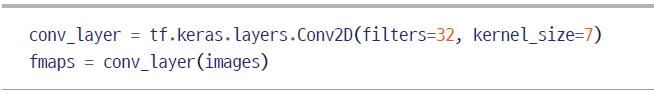 conv_layer = tf.keras.layers.Conv2D(filters=32, kernel_size=7)
fmaps = conv_layer(images)